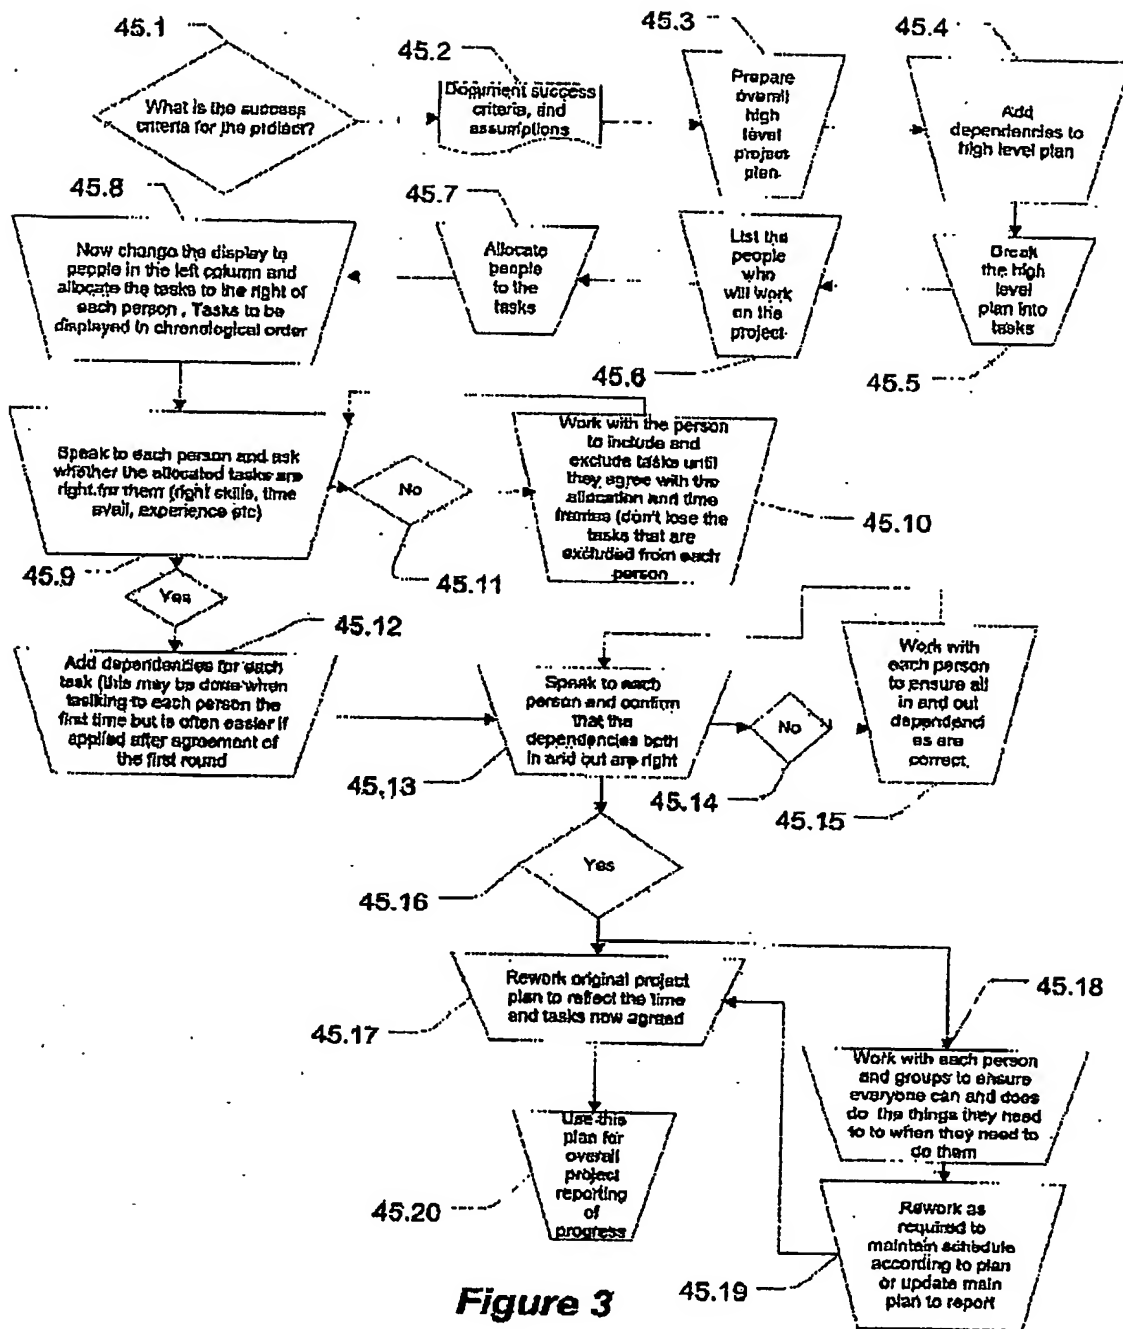 45.1
What is the success
criteria for the project?
45.2
Document success
criteria, and
assumptions
45.3
Prepare
overall
high
level
project
plan.
45.4
Add
dependencies to
high level plan
45.8
Now change the display to
people in the left column and
allocate the tasks to the right of
each person . Tasks to be
displayed in chronological order
45.7
Allocate
people
to the
tasks
List the
people
who
will work
on the
project.
45.6
Break
the high
level
plan into
tasks
45.5
Speak to each person and ask
whether the allocated tasks are
right for them (right skills, time
avail, experience etc)
45.9
No
45.11
Work with the person
to include and
exclude tasks until
they agree with the
allocation and time
frames (don't lose the
tasks that are
excluded from each
person
45.10
Yes
45.12
Add dependencies for each
task (this may be done when
talking to each person the
first time but is often easier if
applied after agreement of
the first round
Speak to each
person and confirm
that the
dependencies both
in and out are right
45.13
No
45.14
Work with
each person
to ensure all
in and out
dependenci
es are
correct.
45.15
Yes
45.16
Rework original project
plan to reflect the time
and tasks now agreed
45.17
45.18
Work with each person
and groups to ensure
everyone can and does
do the things they need
to to when they need to
do them
Use this
plan for
overall
project
reporting
of
progress
45.20
Rework as
required to
maintain schedule
according to plan
or update main
plan to report
45.19
Figure 3